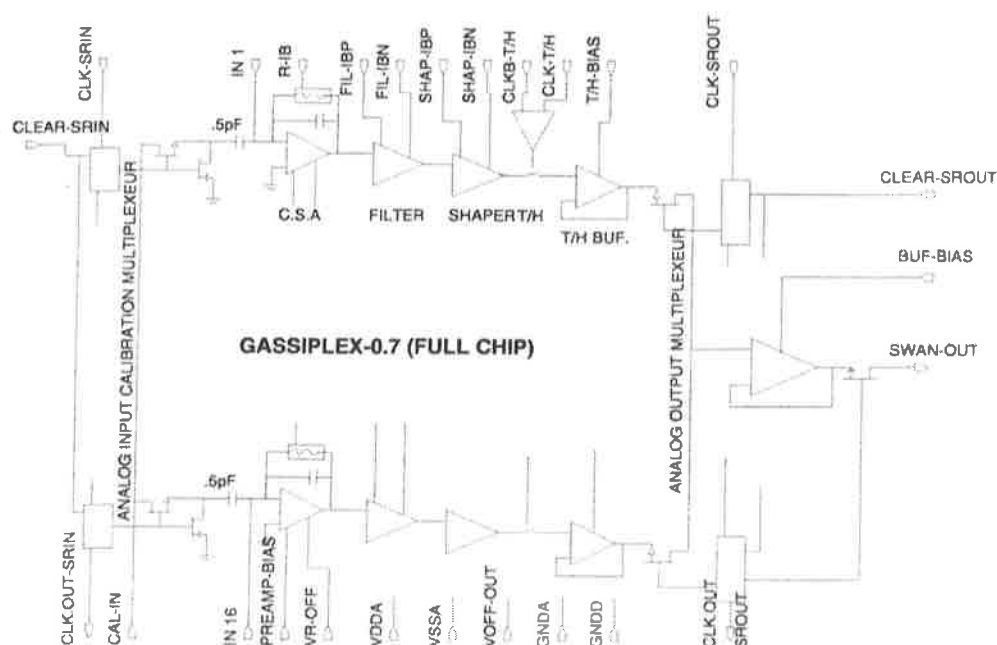 CLK-SRIN
IN 1
R-IB
FIL-IBP
FIL-IBN
SHAP-IBP
SHAP-IBN
CLKB-T/H
CLK-T/H
T/H-BIAS
CLK-SROUT
CLEAR-SRIN
.5pF
CLEAR-SROUT
C.S.A
FILTER
SHAPER T/H
T/H BUF.
BUF-BIAS
ANALOG INPUT CALIBRATION MULTIPLEXEUR
GASSIPLEX-0.7 (FULL CHIP)
ANALOG OUTPUT MULTIPLEXEUR
SWAN-OUT
.5pF
CLK.OUT-SRIN
CAL-IN
IN 16
PREAMP-BIAS
VR-OFF
VDDA
VSSA
VOFF-OUT
GNDA
GNDD
CLK.OUT
SROUT